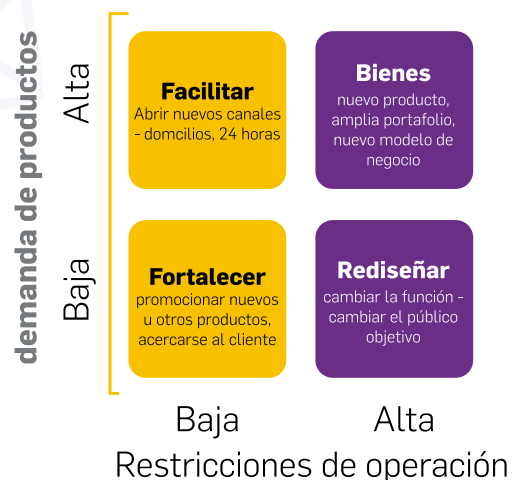 demanda de productos
Alta
Facilitar
Abrir nuevos canales
- domicilios, 24 horas
Bienes
nuevo producto,
amplia portafolio,
nuevo modelo de
negocio
Baja
Fortalecer
promocionar nuevos
u otros productos,
acercarse al cliente
Rediseñar
cambiar la función -
cambiar el público
objetivo
Baja
Alta
Restricciones de operación